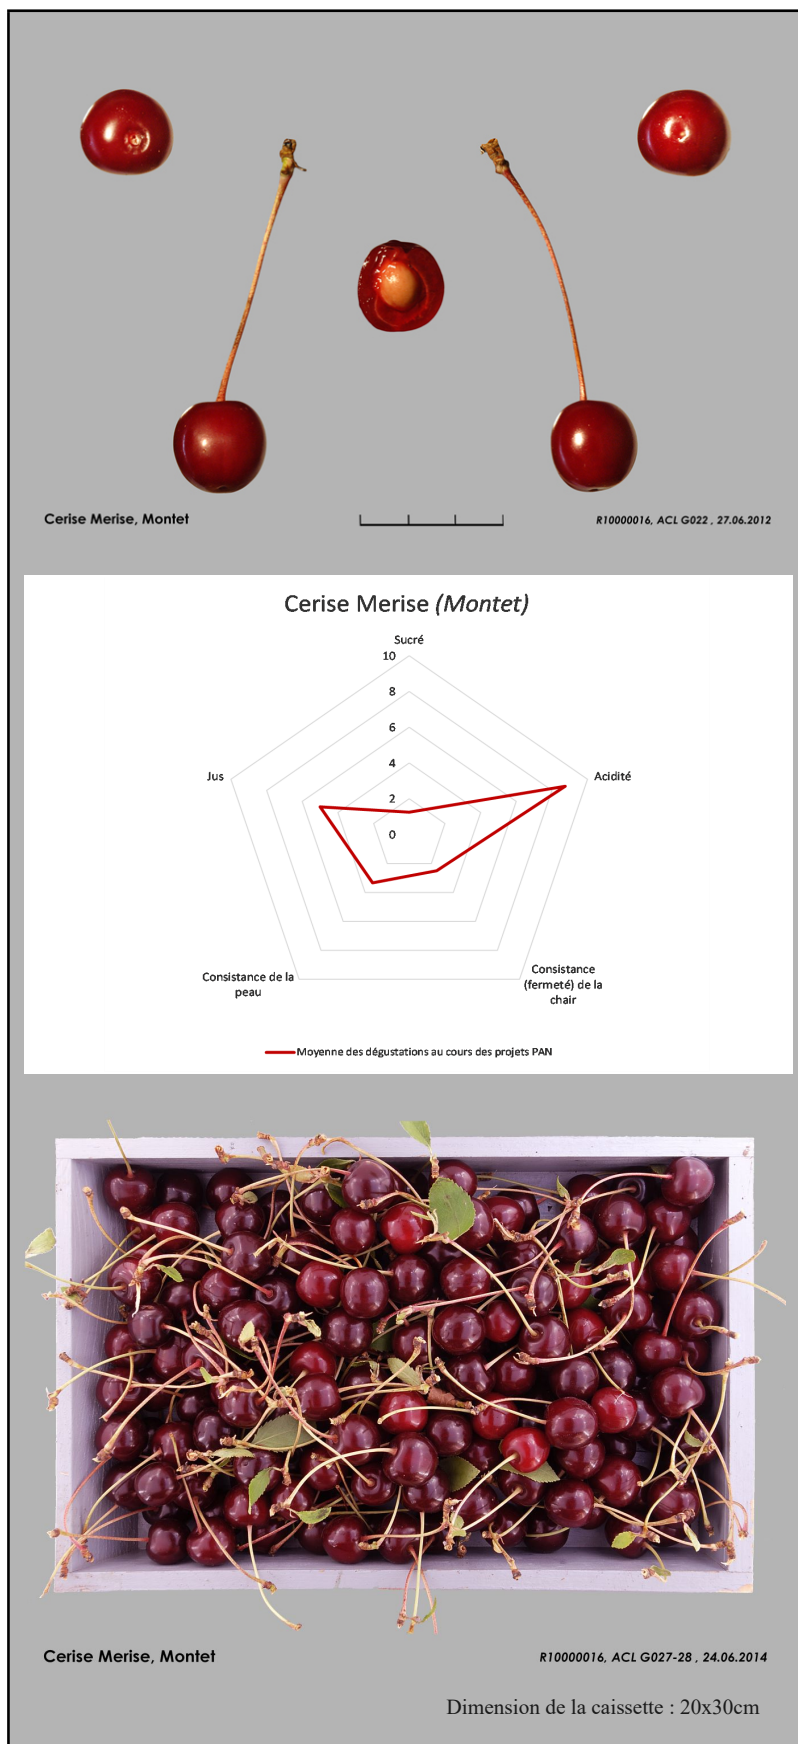 Cerise Merise, Montet
R10000016, ACL G022 , 27.06.2012
Cerise Merise (Montet)
Sucré
10
8
6
4
2
0
Jus
Acidité
Consistance de la
peau
Consistance
(fermeté) de la
chair
Moyenne des dégustations au cours des projets PAN
Cerise Merise, Montet
R10000016, ACL G027-28 , 24.06.2014
Dimension de la caissette : 20x30cm